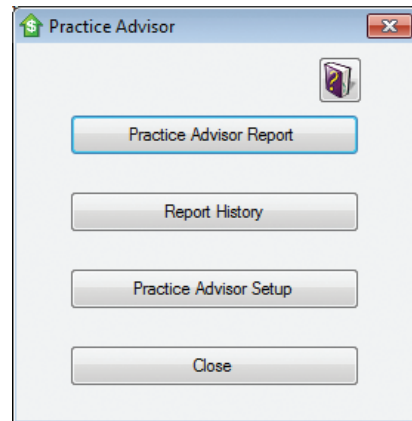 Practice Advisor
Practice Advisor Report
Report History
Practice Advisor Setup
Close